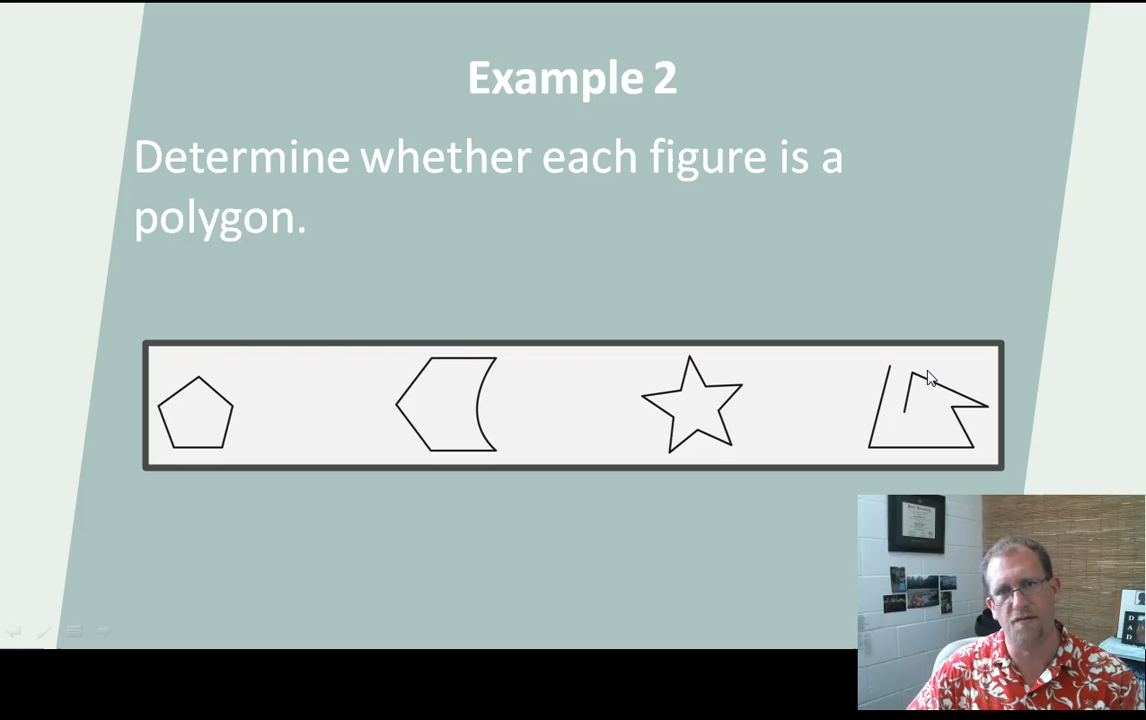 Example 2
Determine whether each figure is a
polygon.
D
A
D